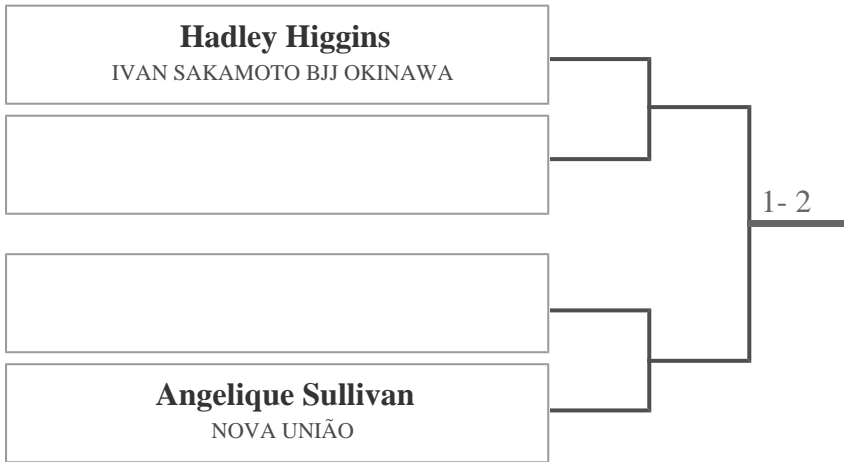 Hadley Higgins
IVAN SAKAMOTO BJJ OKINAWA
1- 2
Angelique Sullivan
NOVA UNIÃO